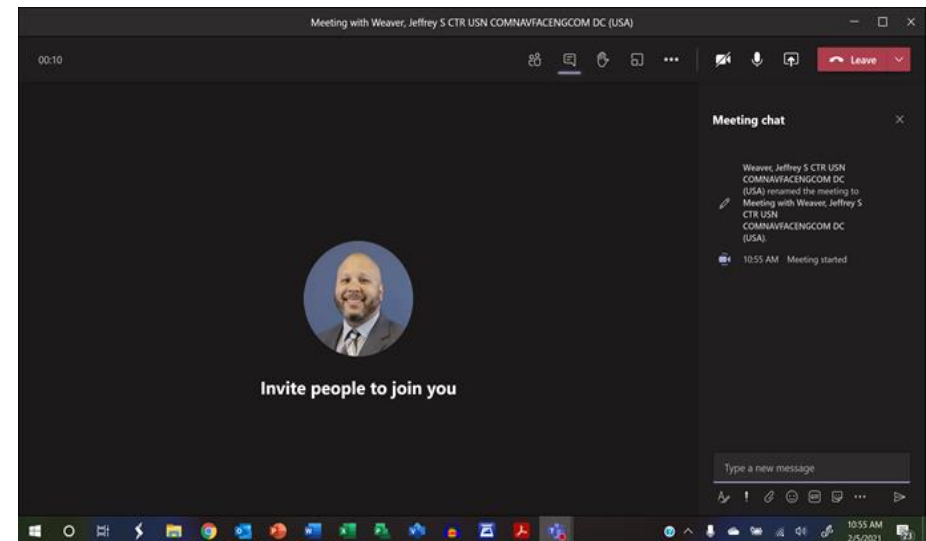 Meeting with Weaver, Jeffrey S CTR USN COMNAVFACENGCOM DC (USA)
00:10
Leave
Meeting chat
Weaver, Jeffrey S CTR USN
COMNAVFACENGCOM DC
(USA) renamed the meeting to
Meeting with Weaver, Jeffrey S
CTR USN
COMNAVFACENGCOM DC
(USA).
10:55 AM Meeting started
Invite people to join you
Type a new message
10:55 AM
2/5/2021